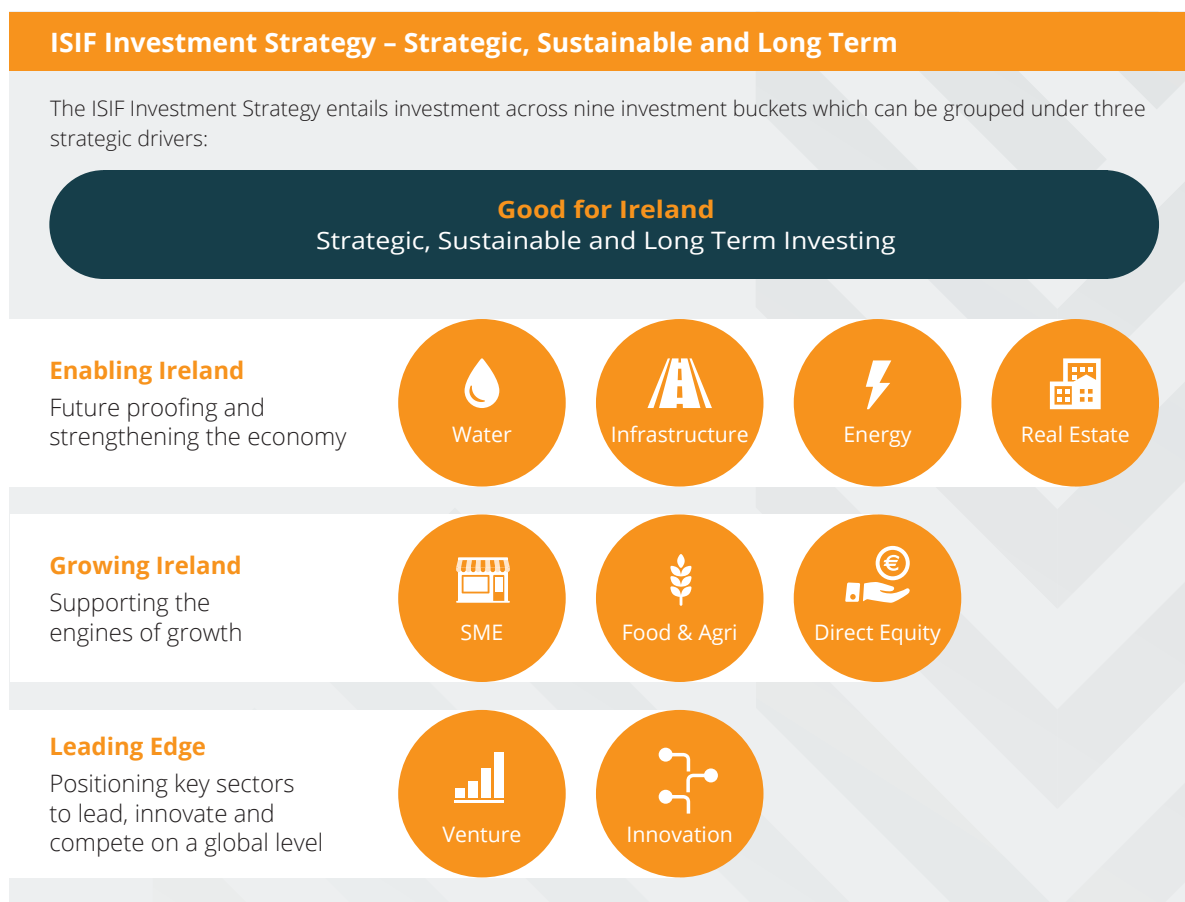 ISIF Investment Strategy – Strategic, Sustainable and Long Term
The ISIF Investment Strategy entails investment across nine investment buckets which can be grouped under three
strategic drivers:
Good for Ireland
Strategic, Sustainable and Long Term Investing
Enabling Ireland
Future proofing and
strengthening the economy
Water
Infrastructure
Energy
Real Estate
Growing Ireland
Supporting the
engines of growth
SME
Food & Agri
€
Direct Equity
Leading Edge
Positioning key sectors
to lead, innovate and
compete on a global level
Venture
Innovation